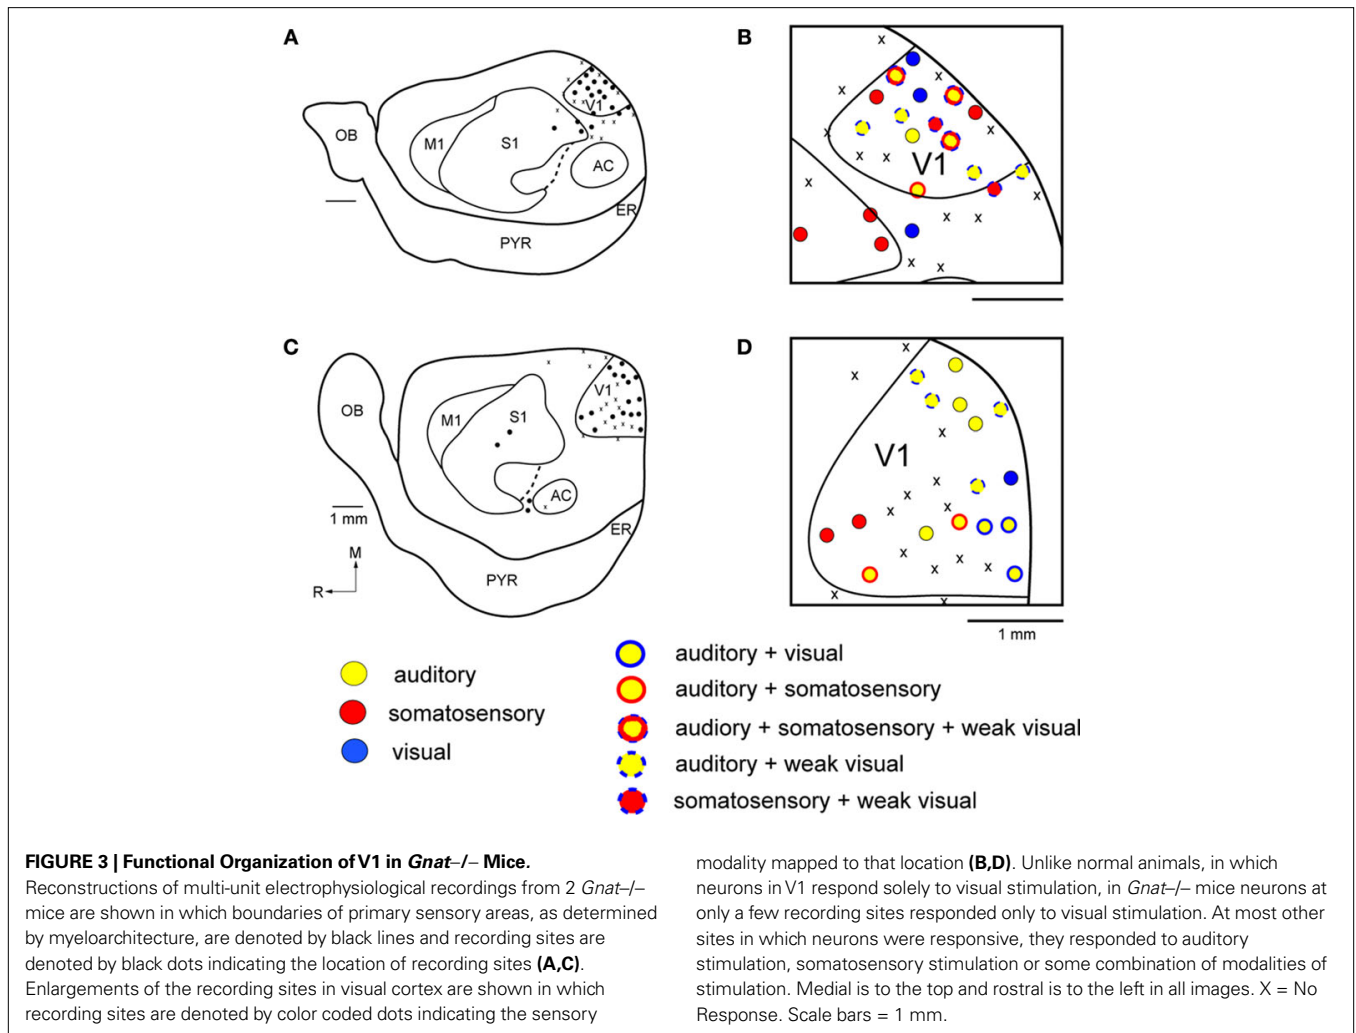 A
OB
M1
S1
V1
AC
ER
PYR
B
x
x
x
x
x
x
x
V1
x
x
x
x
x
x
C
OB
M1
S1
V1
AC
ER
PYR
1 mm
M
R
D
x
x
x
V1
x
x
x
x
x
x
x
x
x
x
1 mm
auditory
somatosensory
visual
auditory + visual
auditory + somatosensory
audiory + somatosensory + weak visual
auditory + weak visual
somatosensory + weak visual
FIGURE 3 | Functional Organization of V1 in Gnat–/– Mice.
Reconstructions of multi-unit electrophysiological recordings from 2 Gnat–/–
mice are shown in which boundaries of primary sensory areas, as determined
by myeloarchitecture, are denoted by black lines and recording sites are
denoted by black dots indicating the location of recording sites (A,C).
Enlargements of the recording sites in visual cortex are shown in which
recording sites are denoted by color coded dots indicating the sensory
modality mapped to that location (B,D). Unlike normal animals, in which
neurons in V1 respond solely to visual stimulation, in Gnat–/– mice neurons at
only a few recording sites responded only to visual stimulation. At most other
sites in which neurons were responsive, they responded to auditory
stimulation, somatosensory stimulation or some combination of modalities of
stimulation. Medial is to the top and rostral is to the left in all images. X = No
Response. Scale bars = 1 mm.